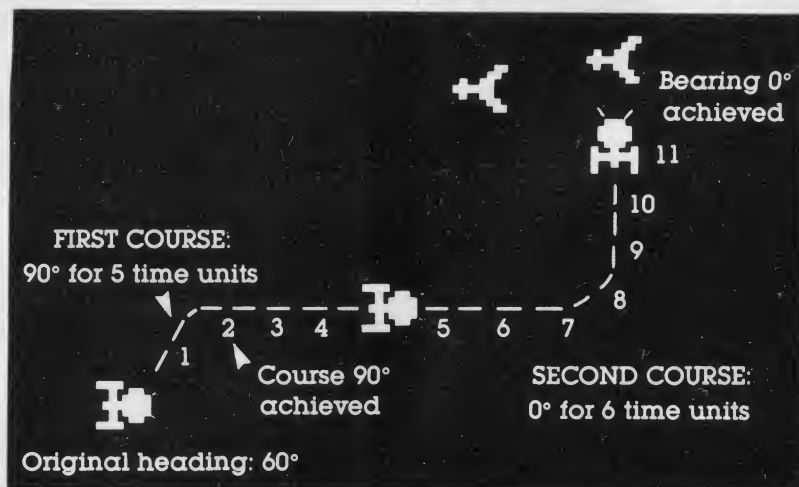 Bearing 0°
achieved
11
10
9
8
FIRST COURSE:
90° for 5 time units
1
2
3
4
5
6
7
Course 90°
achieved
SECOND COURSE:
0° for 6 time units
Original heading: 60°